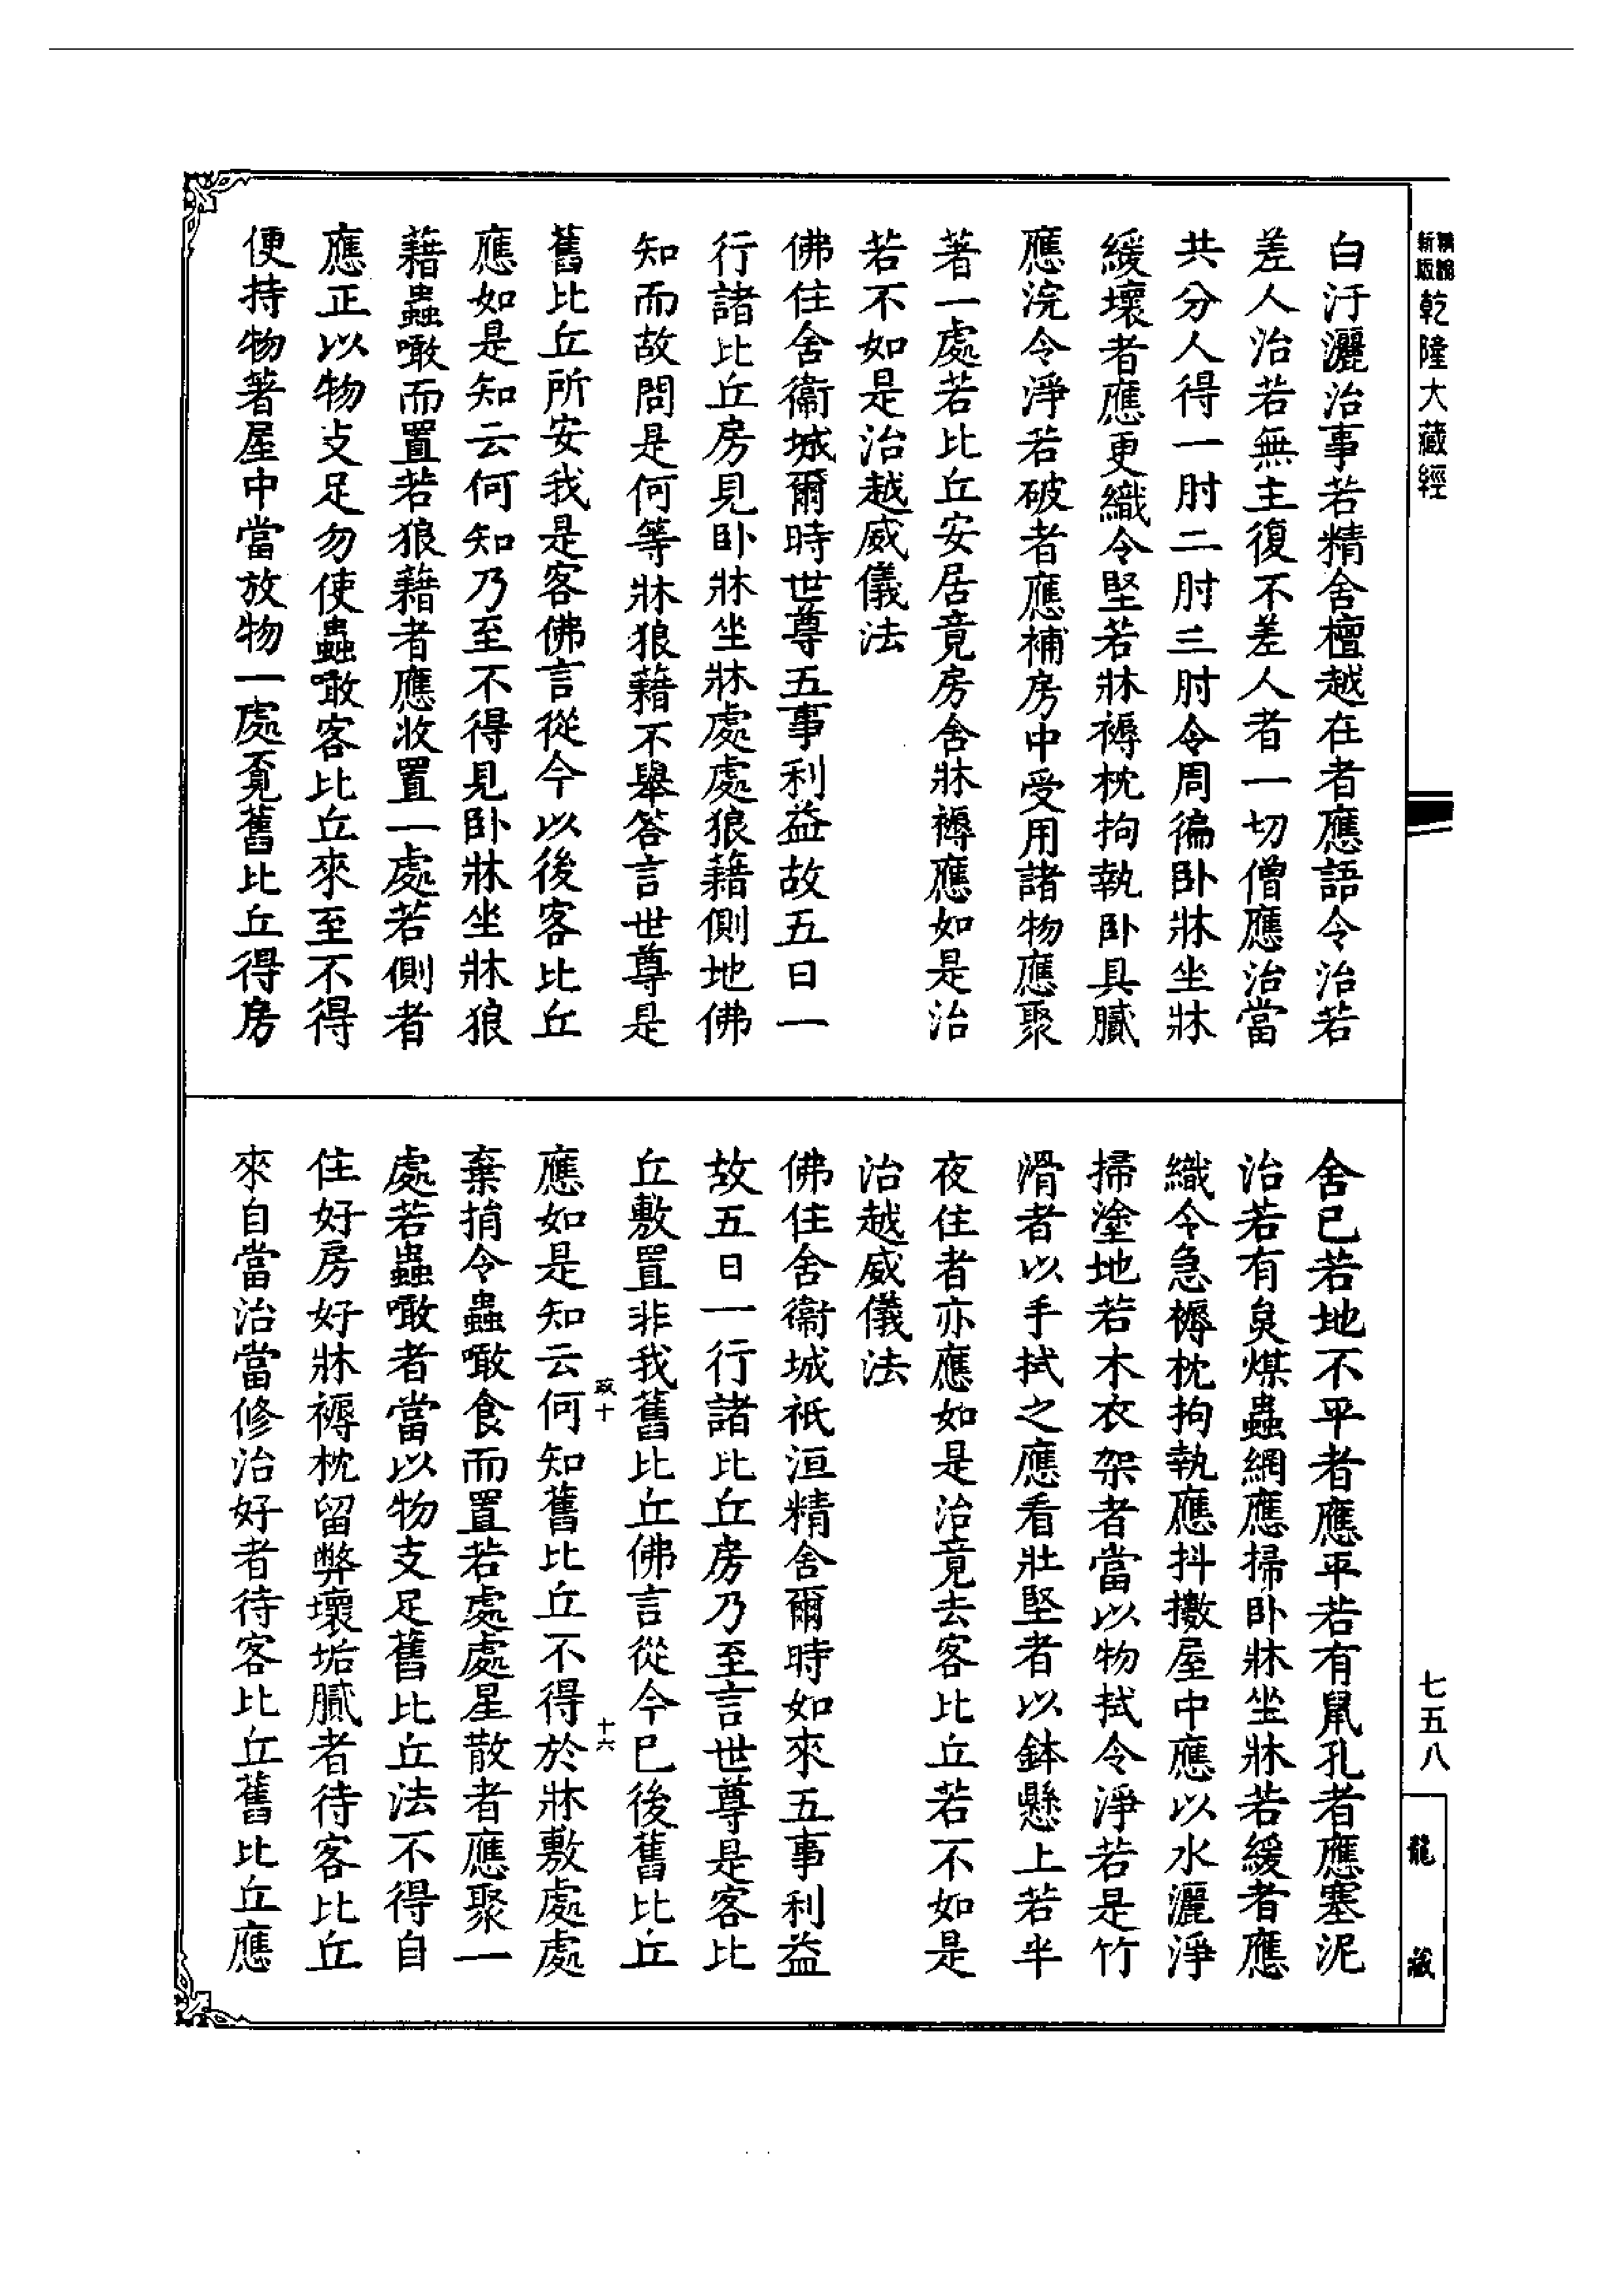 新版
精錦
乾隆大藏經
白汙灑治事若精舍檀越在者應語令治若
差人治若無主復不差人者一切僧應治當
共分人得一肘二肘三肘令周徧卧牀坐牀
緩壞者應更織令堅若牀褥枕拘執卧具膩
應浣令淨若破者應補房中受用諸物應聚
著一處若比丘安居竟房舍牀褥應如是治
若不如是治越威儀法
佛住舍衞城爾時世尊五事利益故五日一
行諸比丘房見卧牀坐牀處處狼藉側地佛
知而故問是何等牀狼藉不舉答言世尊是
舊比丘所安我是客佛言從今以後客比丘
應如是知云何知乃至不得見卧牀坐牀狼
藉蟲噉而置若狼藉者應收置一處若側者
應正以物支足勿使蟲噉客比丘來至不得
便持物著屋中當放物一處覔舊比丘得房
舍已若地不平者應平若有鼠孔者應塞泥
治若有炱煤蟲網應掃卧牀坐牀若緩者應
織令急褥枕拘執應抖擻屋中應以水灑淨
掃塗地若木衣架者當以物拭令淨若是竹
滑者以手拭之應看壯堅者以鉢懸上若半
夜住者亦應如是治竟去客比丘若不如是
治越威儀法
佛住舍衞城祇洹精舍爾時如來五事利益
故五日一行諸比丘房乃至言世尊是客比
丘敷置非我舊比丘佛言從今已後舊比丘
十六
應如是知云何知舊比丘不得於牀敷處處
棄捎令蟲噉食而置若處處星散者應聚一
處若蟲噉者當以物支足舊比丘法不得自
住好房好牀褥枕留弊壞垢膩者待客比丘
來自當治當修治好者待客比丘舊比丘應
七五八
龍藏